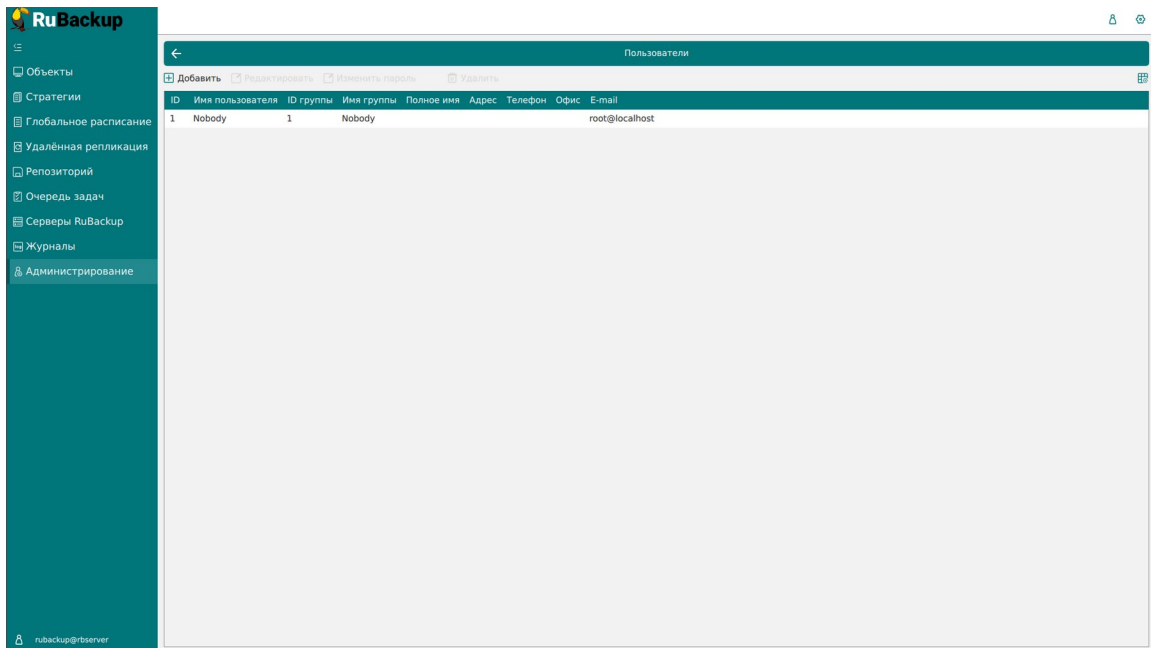 RuBackup
Объекты
Стратегии
Глобальное расписание
Удалённая репликация
Репозиторий
Очередь задач
Серверы RuBackup
Журналы
Администрирование
rubackup@rbserver
Пользователи
Добавить Редактировать Изменить пароль Удалить
ID Имя пользователя ID группы Имя группы Полное имя Адрес Телефон Офис E-mail
1 Nobody 1 Nobody root@localhost